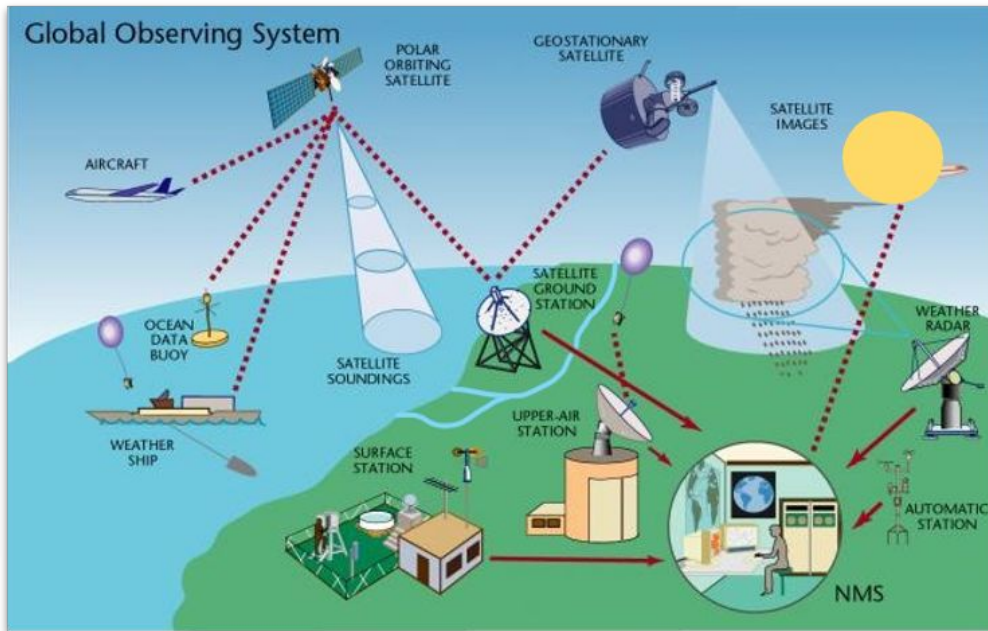 Global Observing System
POLAR
ORBITING
SATELLITE
GEOSTATIONARY
SATELLITE
SATELLITE
IMAGES
AIRCRAFT
OCEAN
DATA
BUOY
SATELLITE
SOUNDINGS
SATELLITE
GROUND
STATION
WEATHER
RADAR
WEATHER
SHIP
SURFACE
STATION
UPPER-AIR
STATION
AUTOMATIC
STATION
NMS